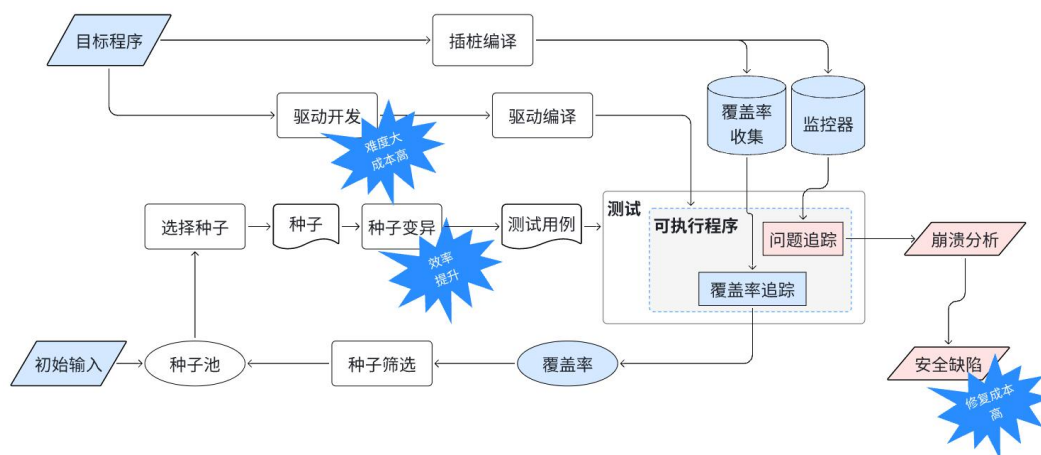 目标程序
插桩编译
驱动开发
难度大
成本高
驱动编译
覆盖率
收集
监控器
选择种子
种子
种子变异
效率
提升
测试用例
测试
可执行程序
问题追踪
覆盖率追踪
崩溃分析
初始输入
种子池
种子筛选
覆盖率
安全缺陷
修复成本
高